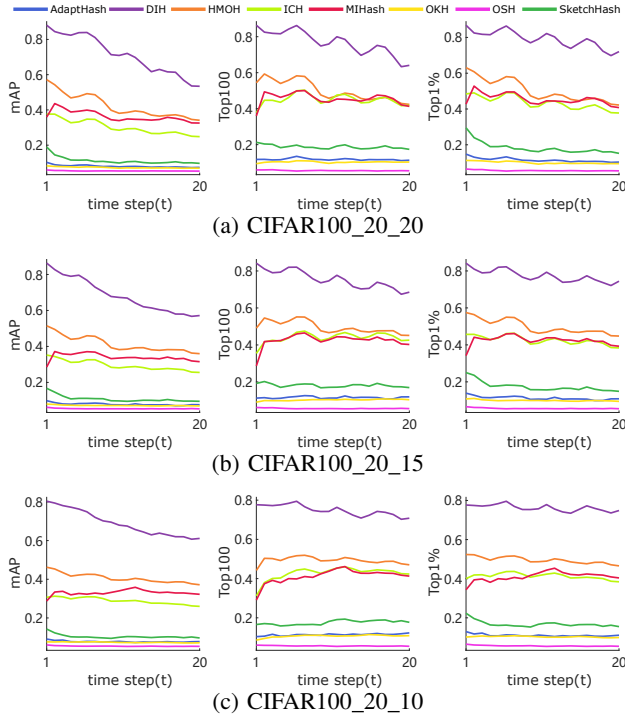 AdaptHash DIH HMOH ICH MIHash OKH OSH SketchHash
mAP 0.8 0.6 0.4 0.2 1 20 time step(t)
Top100 0.8 0.6 0.4 0.2 1 20 time step(t)
Top1% 0.8 0.6 0.4 0.2 1 20 time step(t)
(a) CIFAR100_20_20
mAP 0.8 0.6 0.4 0.2 1 20 time step(t)
Top100 0.8 0.6 0.4 0.2 1 20 time step(t)
Top1% 0.8 0.6 0.4 0.2 1 20 time step(t)
(b) CIFAR100_20_15
mAP 0.8 0.6 0.4 0.2 1 20 time step(t)
Top100 0.8 0.6 0.4 0.2 1 20 time step(t)
Top1% 0.8 0.6 0.4 0.2 1 20 time step(t)
(c) CIFAR100_20_10